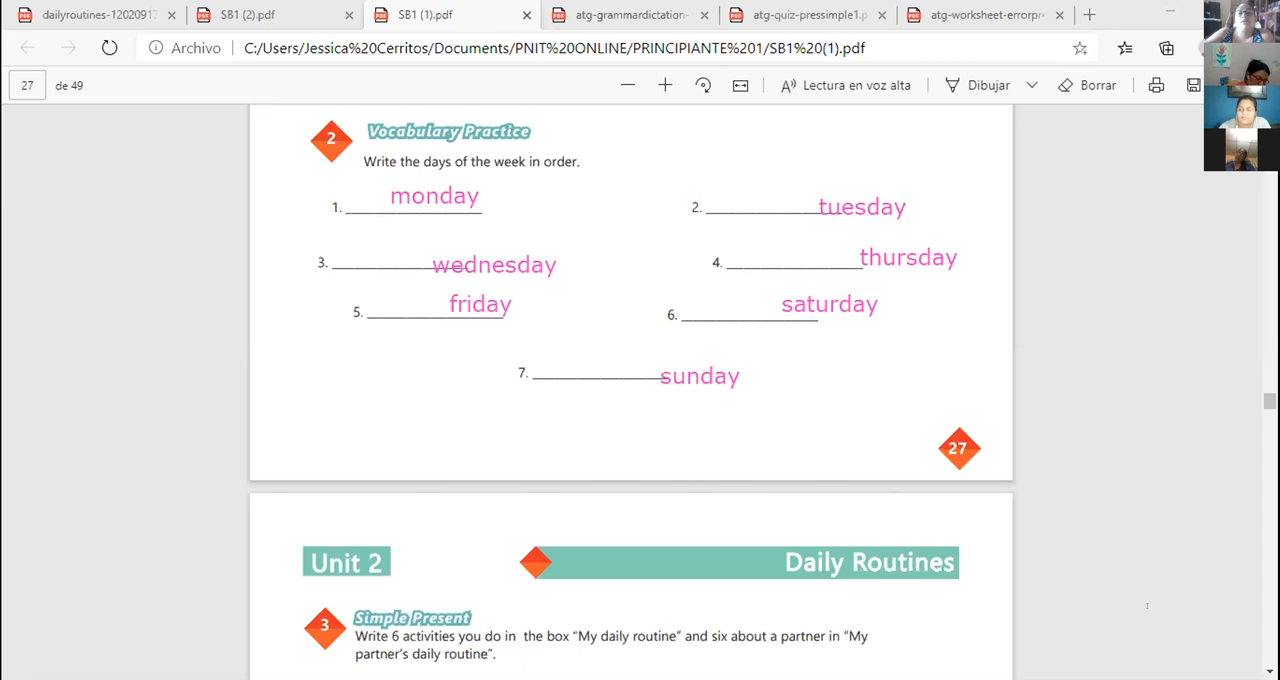 dailyroutines-12020917
SB1 (2).pdf
SB1 (1).pdf
atg-grammardictation-
atg-quiz-pressimple1.p
atg-worksheet-errorpr
Archivo
C:/Users/Jessica%20Cerritos/Documents/PNIT%20ONLINE/PRINCIPIANTE%201/SB1%20(1).pdf
27 de 49
Lectura en voz alta
Dibujar
Borrar
2 Vocabulary Practice
Write the days of the week in order.
1. monday
2. tuesday
3. wednesday
4. thursday
5. friday
6. saturday
7. sunday
27
Unit 2
Daily Routines
3 Simple Present
Write 6 activities you do in the box “My daily routine” and six about a partner in “My
partner’s daily routine”.